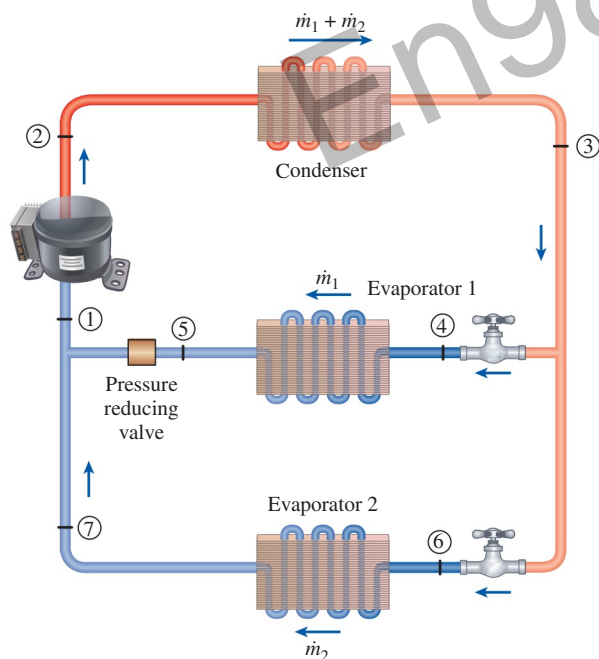 ṁ₁ + ṁ₂
②
③
Condenser
ṁ₁
Evaporator 1
①
⑤
④
Pressure
reducing
valve
Evaporator 2
⑦
⑥
ṁ₂